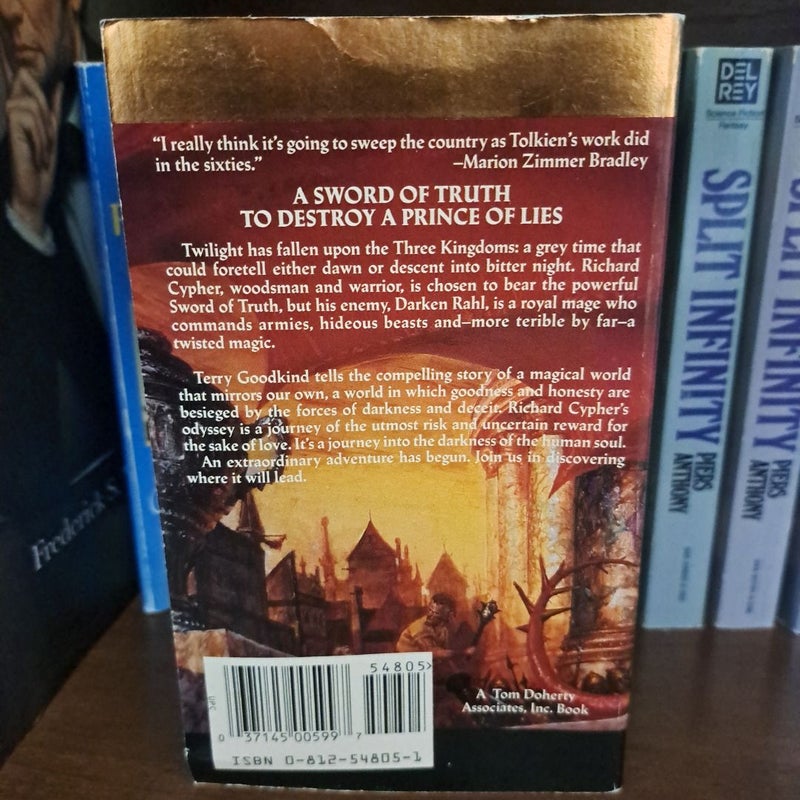 "I really think it's going to sweep the country as Tolkien's work did
in the sixties."
–Marion Zimmer Bradley
A SWORD OF TRUTH
TO DESTROY A PRINCE OF LIES
Twilight has fallen upon the Three Kingdoms: a grey time that
could foretell either dawn or descent into bitter night. Richard
Cypher, woodsman and warrior, is chosen to bear the powerful
Sword of Truth, but his enemy, Darken Rahl, is a royal mage who
commands armies, hideous beasts and–more terible by far–a
twisted magic.
Terry Goodkind tells the compelling story of a magical world
that mirrors our own, a world in which goodness and honesty are
besieged by the forces of darkness and deceit. Richard Cypher's
odyssey is a journey of the utmost risk and uncertain reward for
the sake of love. It's a journey into the darkness of the human soul.
An extraordinary adventure has begun. Join us in discovering
where it will lead.
54805>
UPC
0 37145 00599 7
ISBN 0-812-54805-1
A Tom Doherty
Associates, Inc. Book
Frederick S.
DEL
REY
Science Fiction
Fantasy
SPLIT INFINITY
PIERS
ANTHONY
SPLIT INFINITY
PIERS
ANTHONY